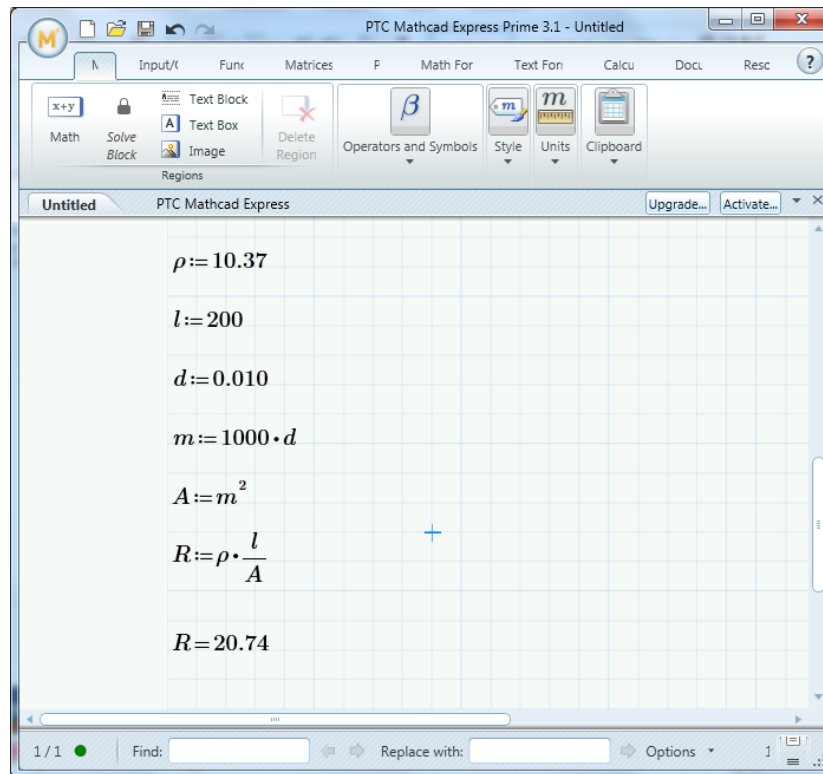 PTC Mathcad Express Prime 3.1 - Untitled
M
Input/( Func Matrices F Math For Text Forı Calcu Docu Resc ?
x+y
Math
Solve Block
Text Block
Text Box
Image
Delete Region
Regions
β
Operators and Symbols
m
Style
m
Units
Clipboard
Untitled PTC Mathcad Express Upgrade... Activate...
ρ:=10.37
l:=200
d:=0.010
m:=1000·d
A:=m²
R:=ρ·l/A
R=20.74
1/1 Find: Replace with: Options 1